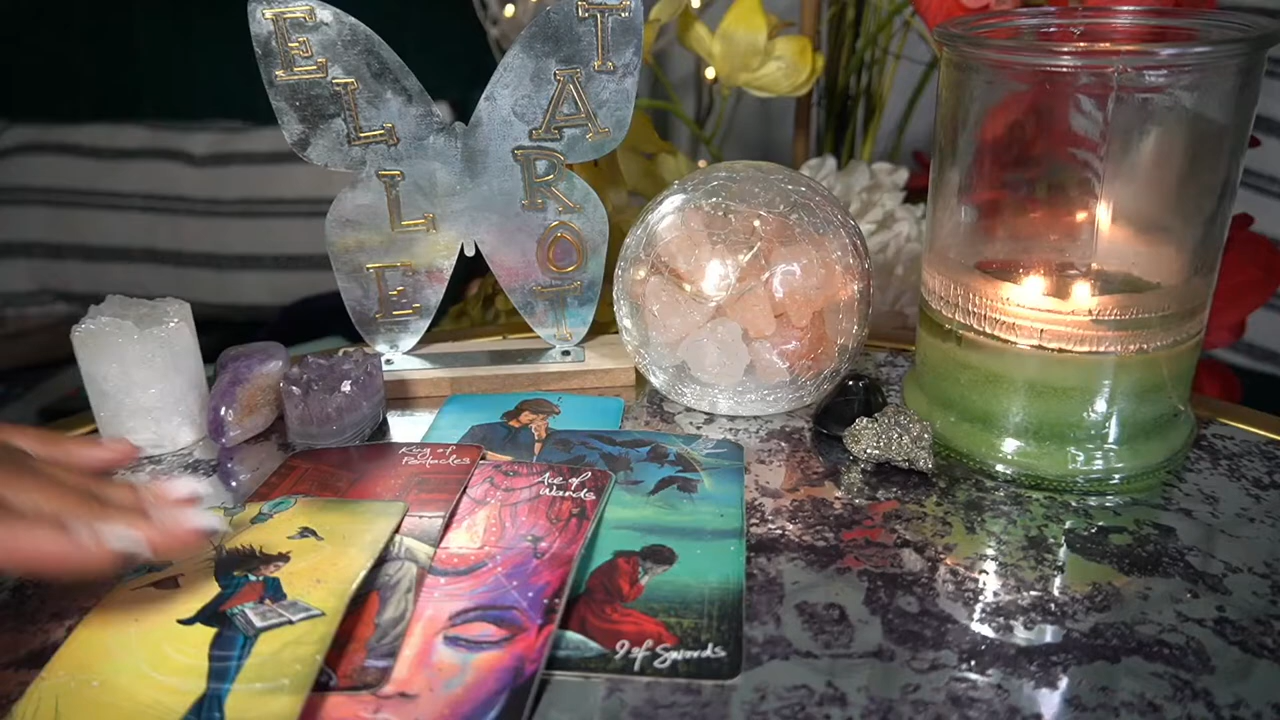 ELLE
TAROT
King of
Pentacles
Ace of
Wands
9 of Swords